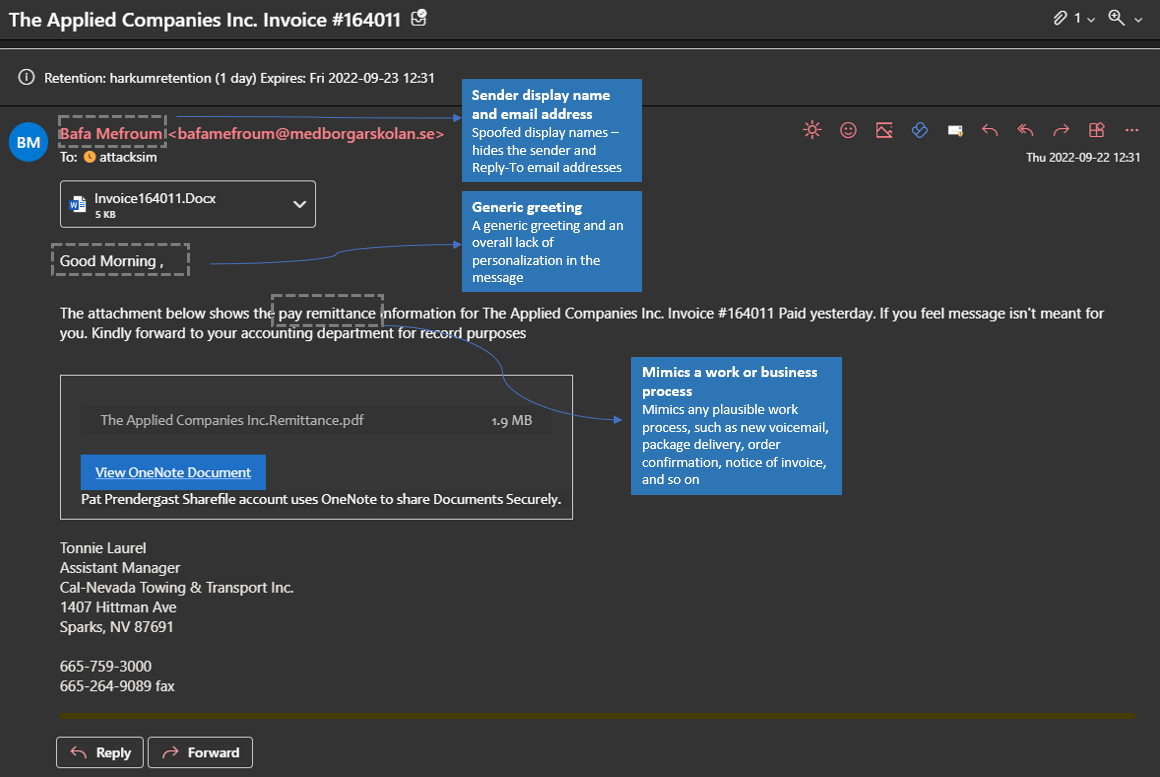 The Applied Companies Inc. Invoice #164011
1
Retention: harkumretention (1 day) Expires: Fri 2022-09-23 12:31
BM
Bafa Mefroum <bafamefroum@medborgarskolan.se>
To: attacksim
Thu 2022-09-22 12:31
Sender display name
and email address
Spoofed display names –
hides the sender and
Reply-To email addresses
W
Invoice164011.Docx
5 KB
Generic greeting
A generic greeting and an
overall lack of
personalization in the
message
Good Morning ,
The attachment below shows the pay remittance information for The Applied Companies Inc. Invoice #164011 Paid yesterday. If you feel message isn't meant for
you. Kindly forward to your accounting department for record purposes
Mimics a work or business
process
Mimics any plausible work
process, such as new voicemail,
package delivery, order
confirmation, notice of invoice,
and so on
The Applied Companies Inc.Remittance.pdf 1.9 MB
View OneNote Document
Pat Prendergast Sharefile account uses OneNote to share Documents Securely.
Tonnie Laurel
Assistant Manager
Cal-Nevada Towing & Transport Inc.
1407 Hittman Ave
Sparks, NV 87691
665-759-3000
665-264-9089 fax
Reply Forward